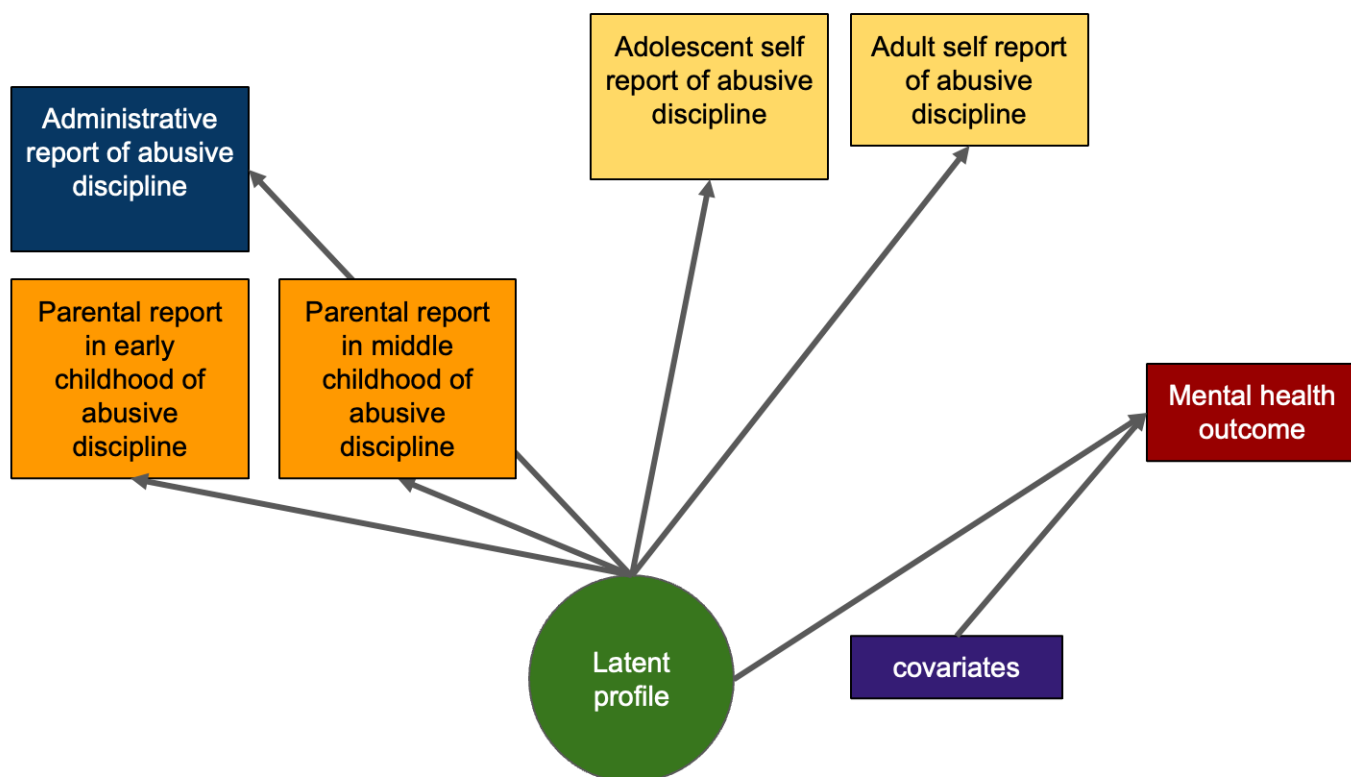 Adolescent self
report of abusive
discipline
Adult self report
of abusive
discipline
Administrative
report of abusive
discipline
Parental report
in early
childhood of
abusive
discipline
Parental report
in middle
childhood of
abusive
discipline
Mental health
outcome
Latent
profile
covariates